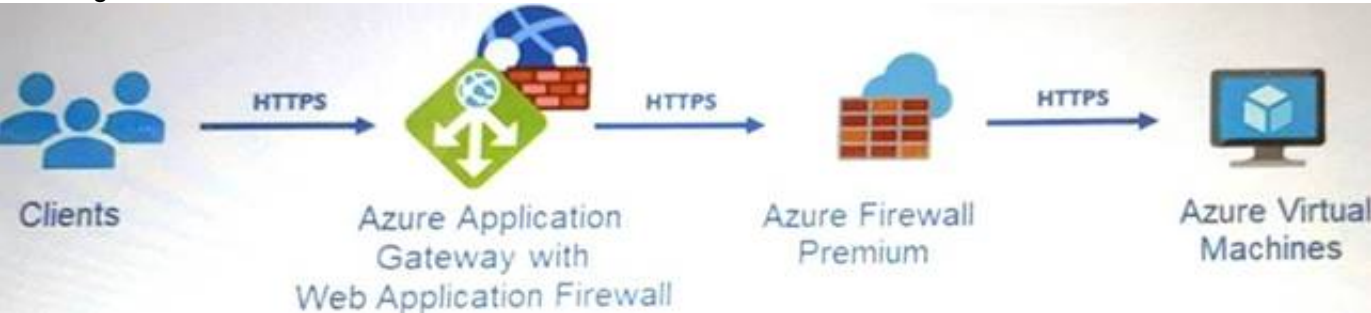 HTTPS
HTTPS
HTTPS
Clients
Azure Application
Gateway with
Web Application Firewall
Azure Firewall
Premium
Azure Virtual
Machines